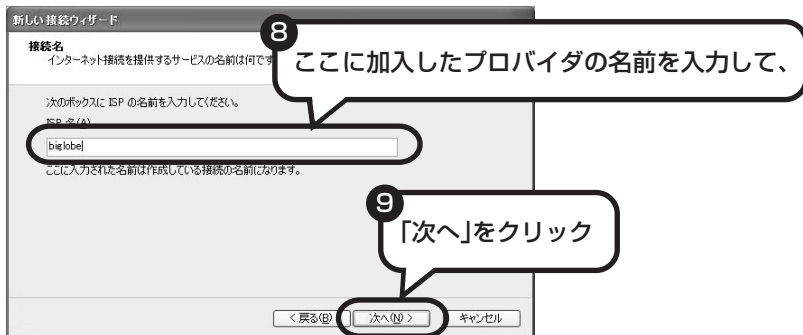 新しい接続ウィザード
接続名
インターネット接続を提供するサービスの名前は何です
❽
ここに加入したプロバイダの名前を入力して、
次のボックスに ISP の名前を入力してください。
ISP 名(A)
biglobe
ここに入力された名前は作成している接続の名前になります。
❾
「次へ」をクリック
< 戻る(B)
次へ(N) >
キャンセル